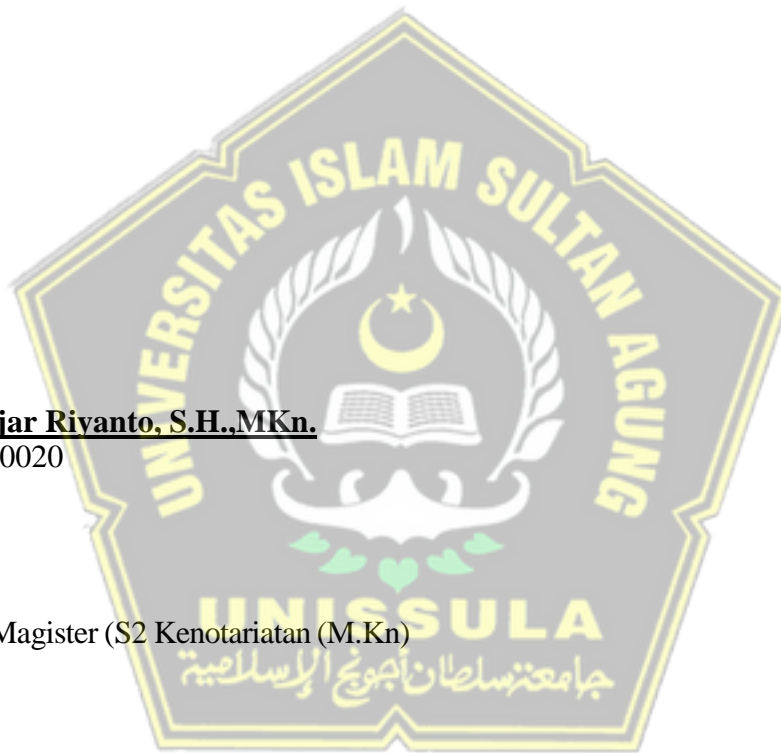 UNIVERSITAS ISLAM SULTAN AGUNG
jar Riyanto, S.H.,MKn.
0020
UNISSULA
Magister (S2 Kenotariatan (M.Kn)
جامعة سلطان أجونج الإسلامية